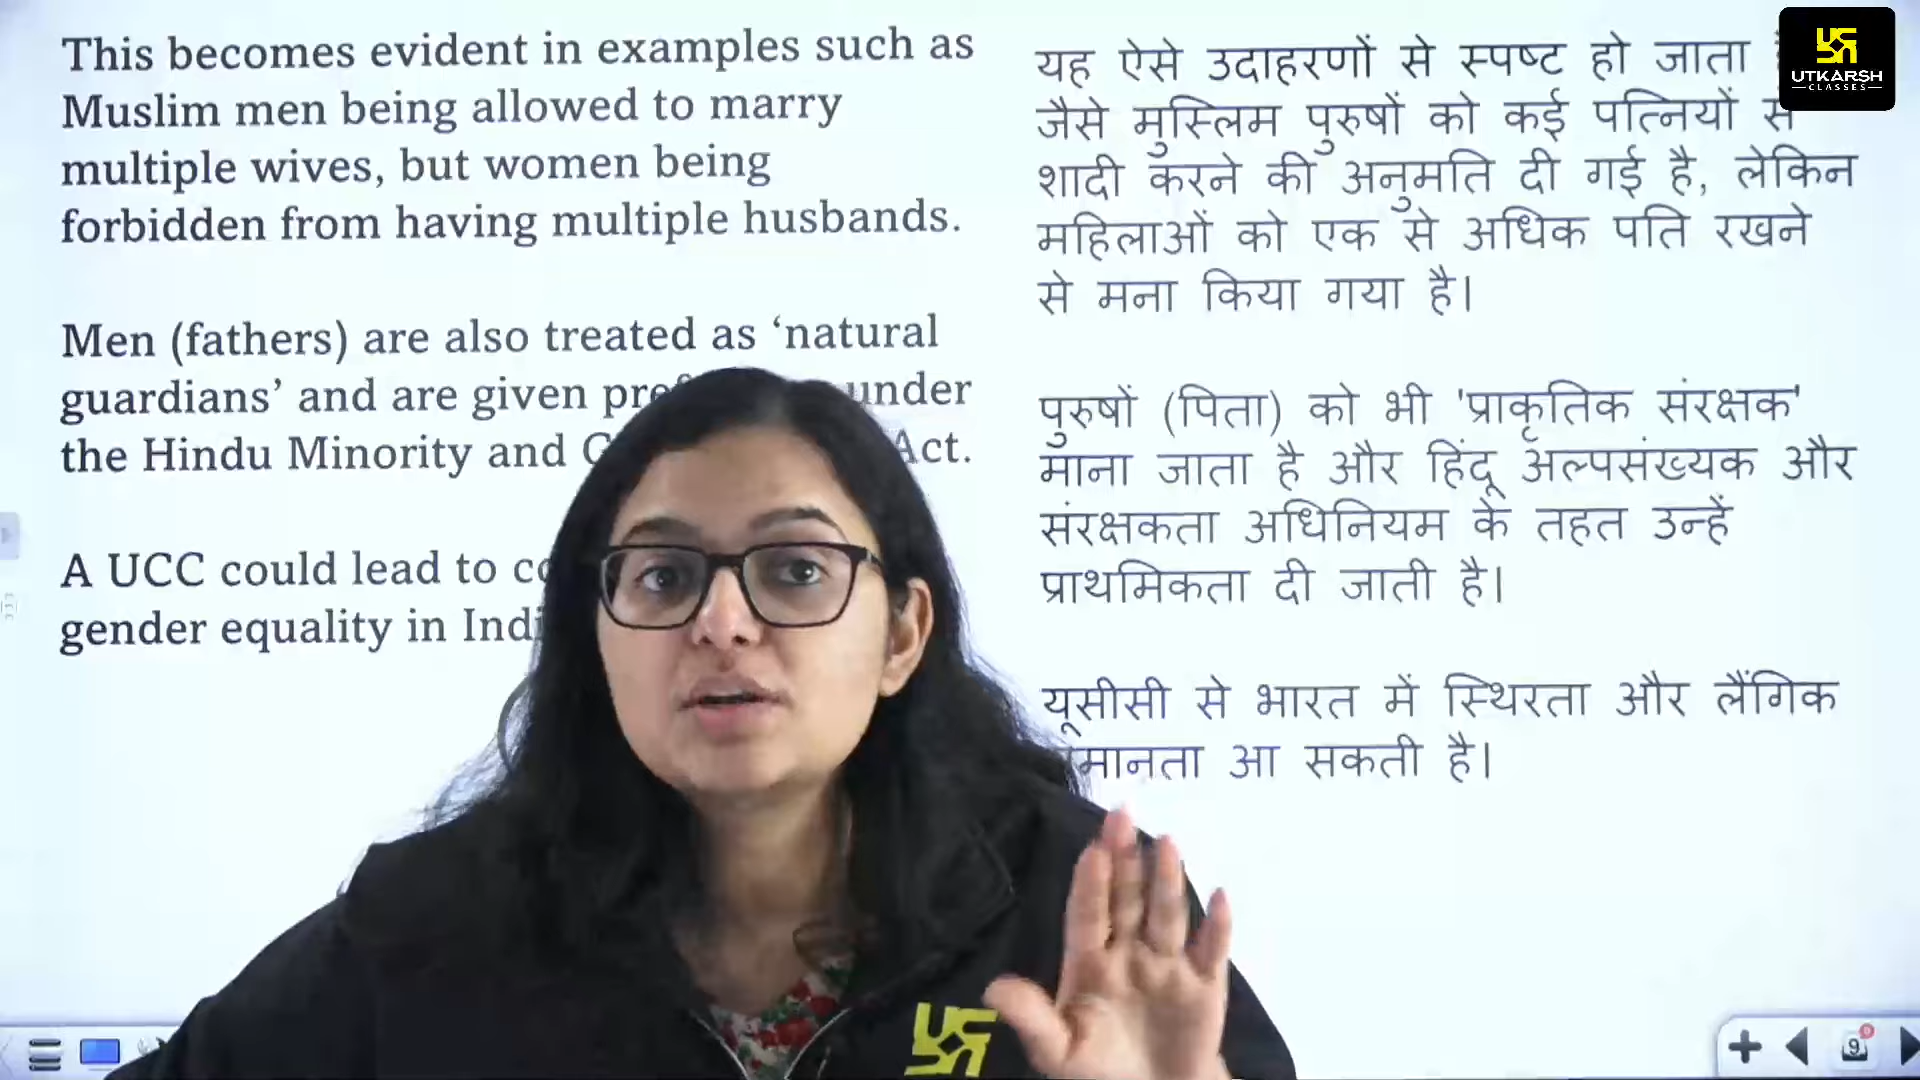 This becomes evident in examples such as
Muslim men being allowed to marry
multiple wives, but women being
forbidden from having multiple husbands.
Men (fathers) are also treated as ‘natural
guardians’ and are given under
the Hindu Minority and Act.
A UCC could lead to
gender equality in
यह ऐसे उदाहरणों से स्पष्ट हो जाता
जैसे मुस्लिम पुरुषों को कई पत्नियों से
शादी करने की अनुमति दी गई है, लेकिन
महिलाओं को एक से अधिक पति रखने
से मना किया गया है।
पुरुषों (पिता) को भी 'प्राकृतिक संरक्षक'
माना जाता है और हिंदू अल्पसंख्यक और
संरक्षकता अधिनियम के तहत उन्हें
प्राथमिकता दी जाती है।
यूसीसी से भारत में स्थिरता और लैंगिक
आ सकती है।
UTKARSH
CLASSES
9